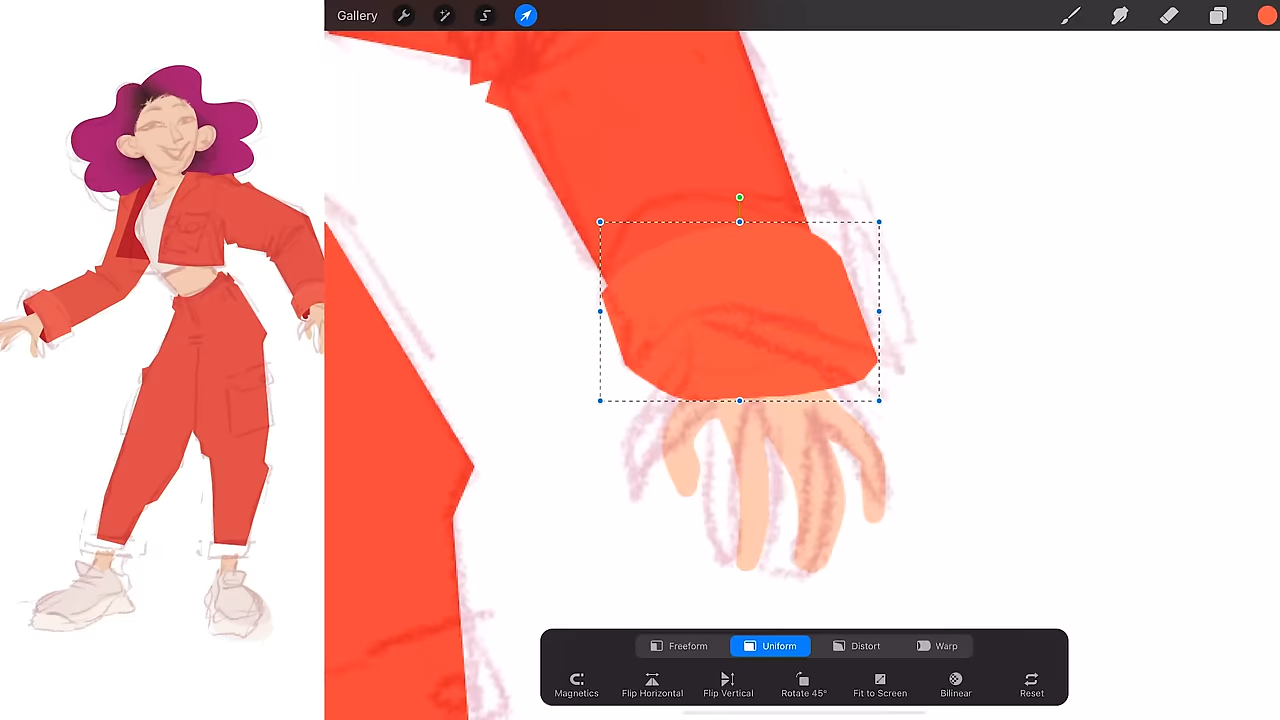 Gallery
Freeform Uniform Distort Warp
Magnetics Flip Horizontal Flip Vertical Rotate 45° Fit to Screen Bilinear Reset